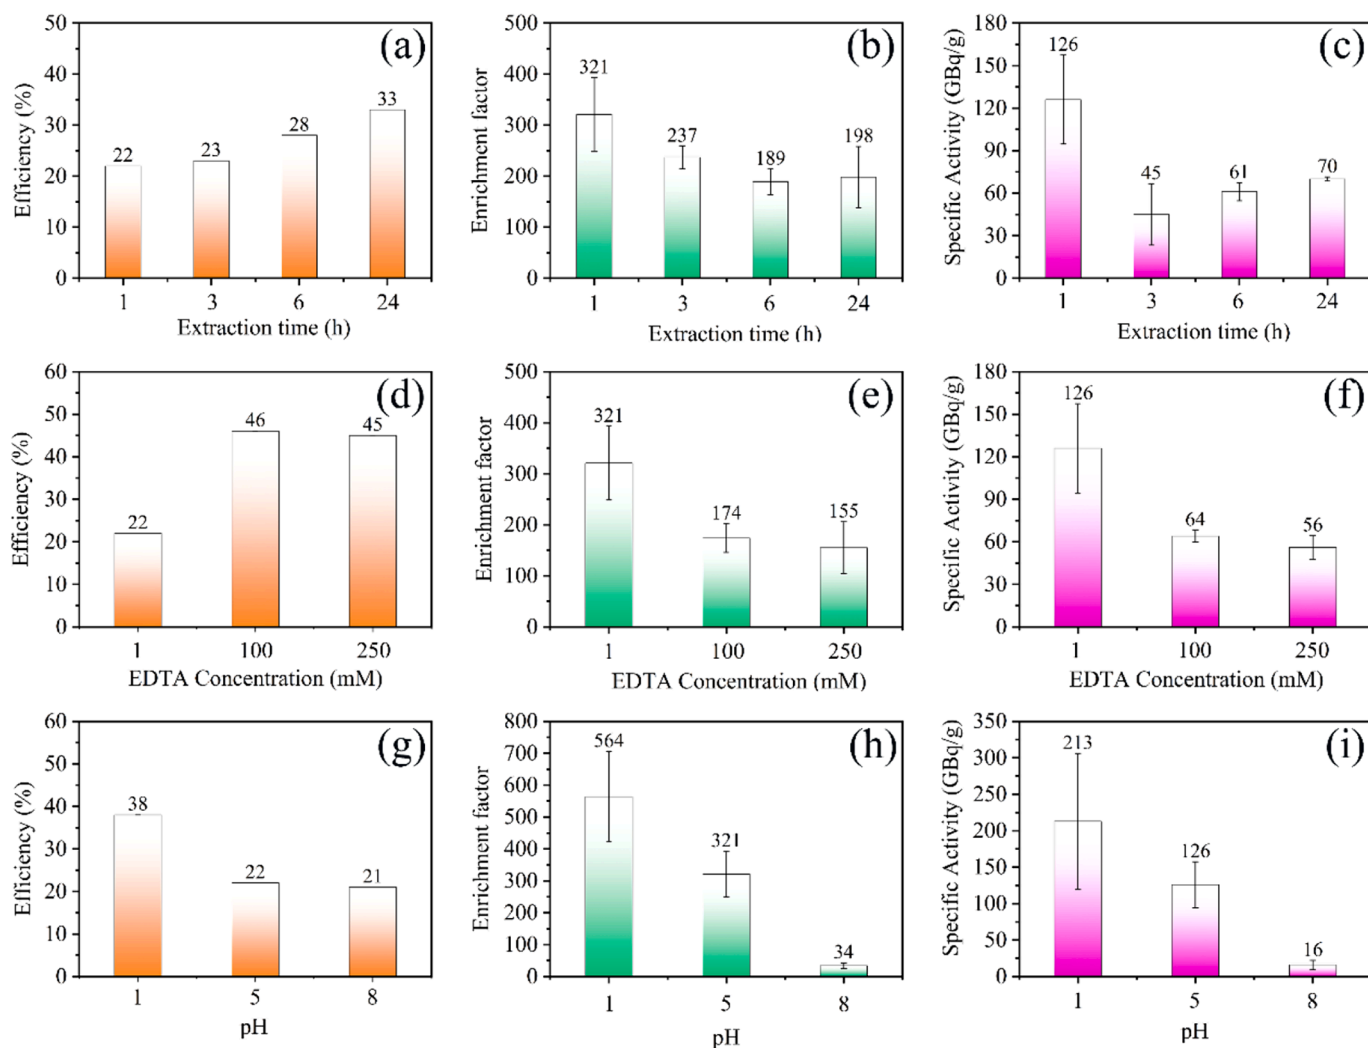 (a)
Efficiency (%)
50
40
30
20
10
0
22
23
28
33
1 3 6 24
Extraction time (h)
(b)
Enrichment factor
500
400
300
200
100
0
321
237
189
198
1 3 6 24
Extraction time (h)
(c)
Specific Activity (GBq/g)
180
150
120
90
60
30
0
126
45
61
70
1 3 6 24
Extraction time (h)
(d)
Efficiency (%)
60
50
40
30
20
10
0
22
46
45
1 100 250
EDTA Concentration (mM)
(e)
Enrichment factor
500
400
300
200
100
0
321
174
155
1 100 250
EDTA Concentration (mM)
(f)
Specific Activity (GBq/g)
180
150
120
90
60
30
0
126
64
56
1 100 250
EDTA Concentration (mM)
(g)
Efficiency (%)
60
50
40
30
20
10
0
38
22
21
1 5 8
pH
(h)
Enrichment factor
800
700
600
500
400
300
200
100
0
564
321
34
1 5 8
pH
(i)
Specific Activity (GBq/g)
350
300
250
200
150
100
50
0
213
126
16
1 5 8
pH